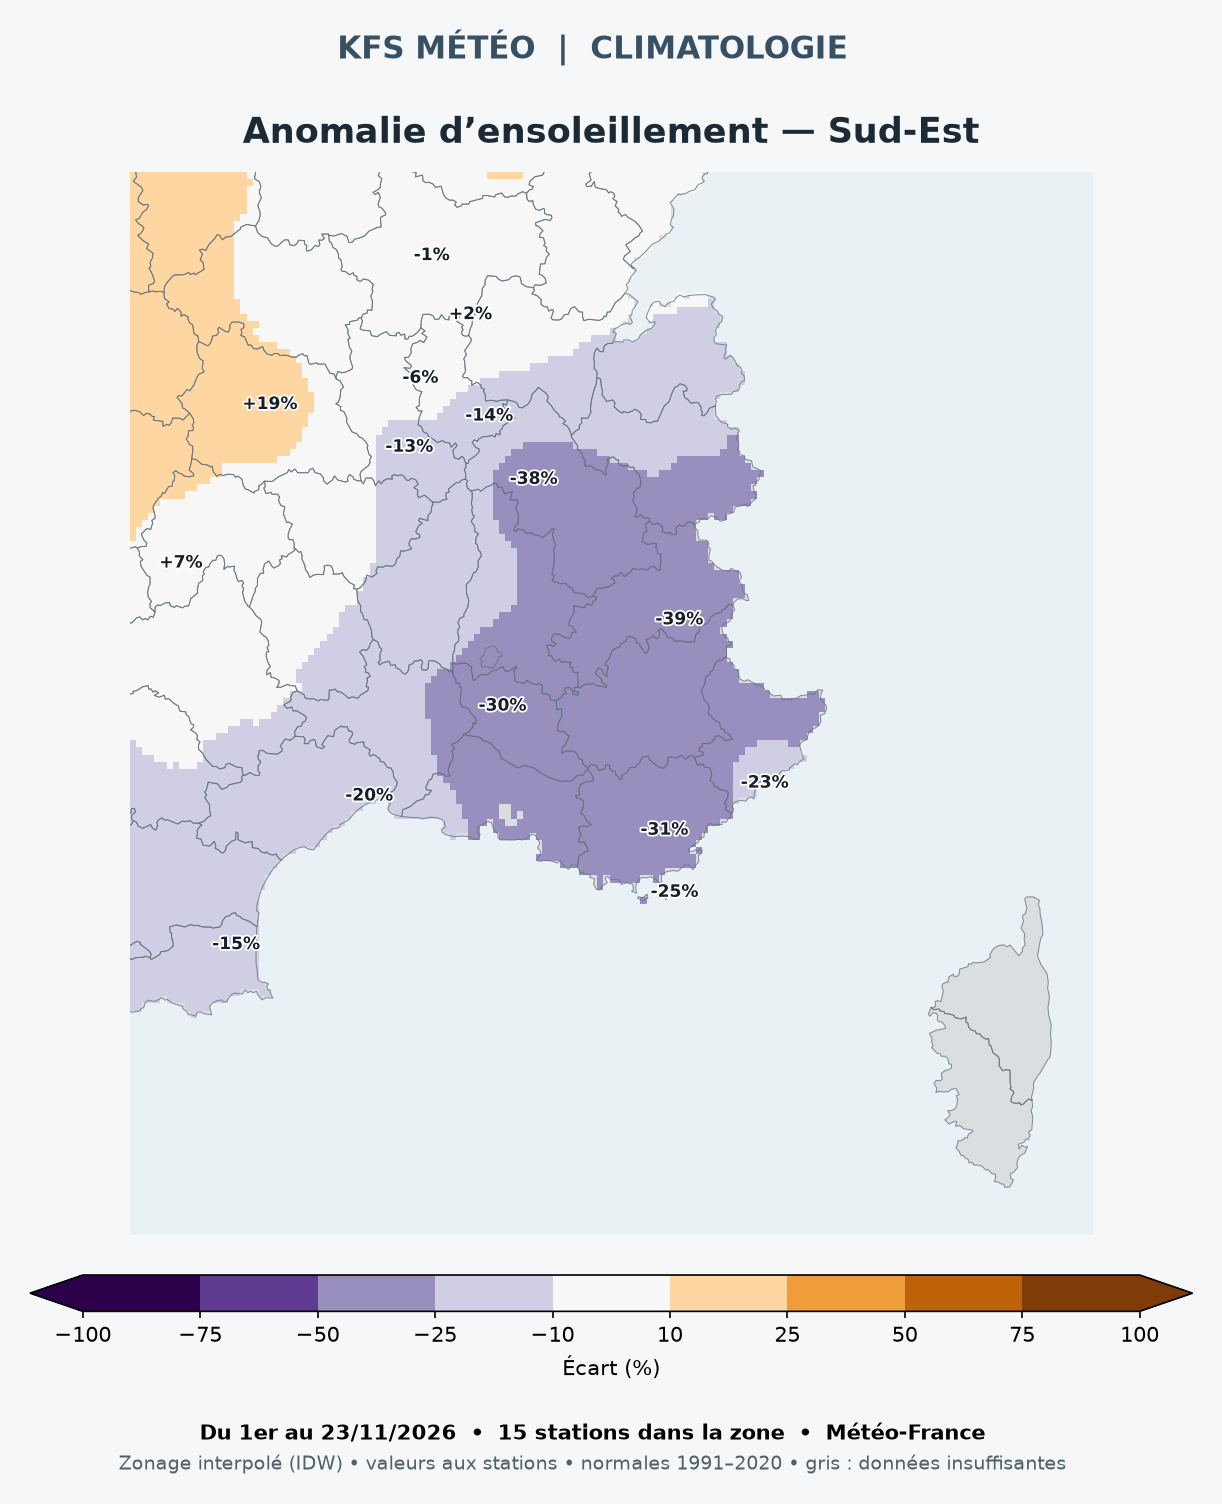 KFS MÉTÉO | CLIMATOLOGIE
Anomalie d’ensoleillement — Sud-Est
-1%
+2%
-6%
+19%
-14%
-13%
-38%
+7%
-39%
-30%
-23%
-20%
-31%
-25%
-15%
−100 −75 −50 −25 −10 10 25 50 75 100
Écart (%)
Du 1er au 23/11/2026 • 15 stations dans la zone • Météo-France
Zonage interpolé (IDW) • valeurs aux stations • normales 1991–2020 • gris : données insuffisantes